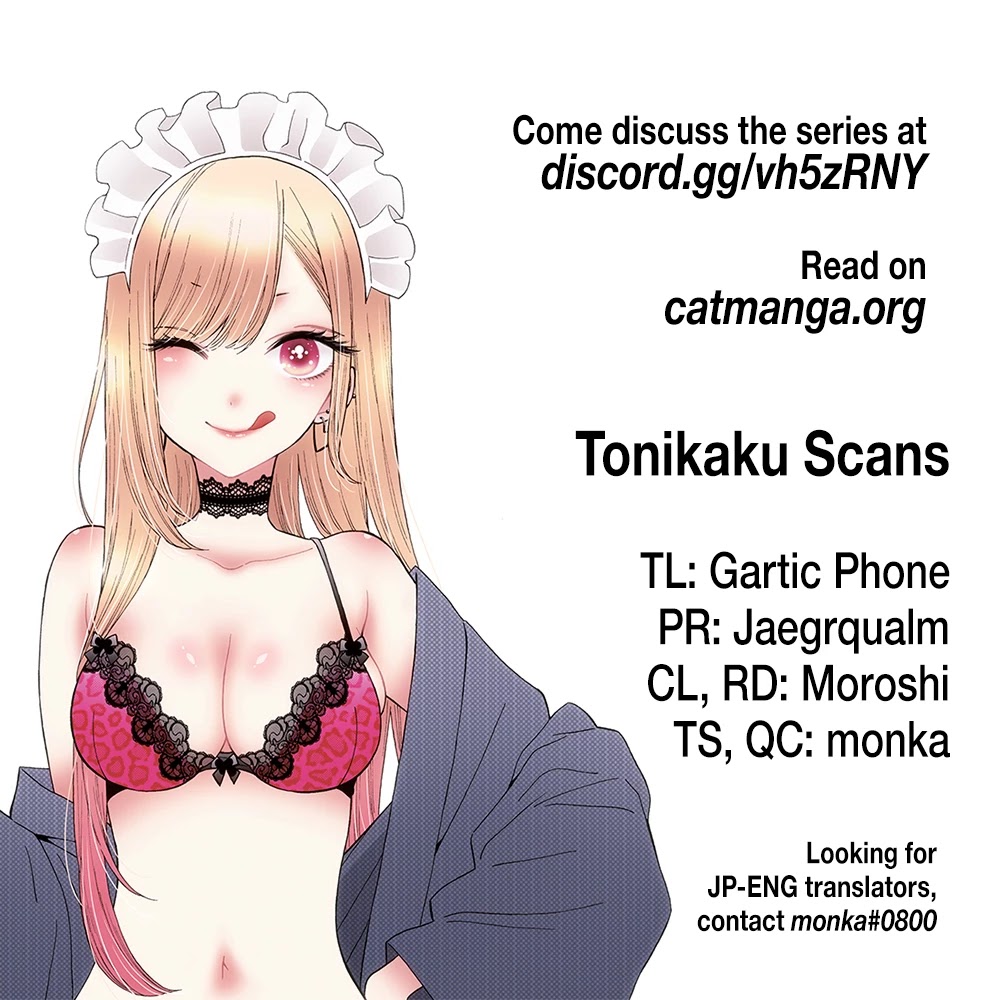 Come discuss the series at
discord.gg/vh5zRNY
Read on
catmanga.org
Tonikaku Scans
TL: Gartic Phone
PR: Jaegrqualm
CL, RD: Moroshi
TS, QC: monka
Looking for
JP-ENG translators,
contact monka#0800